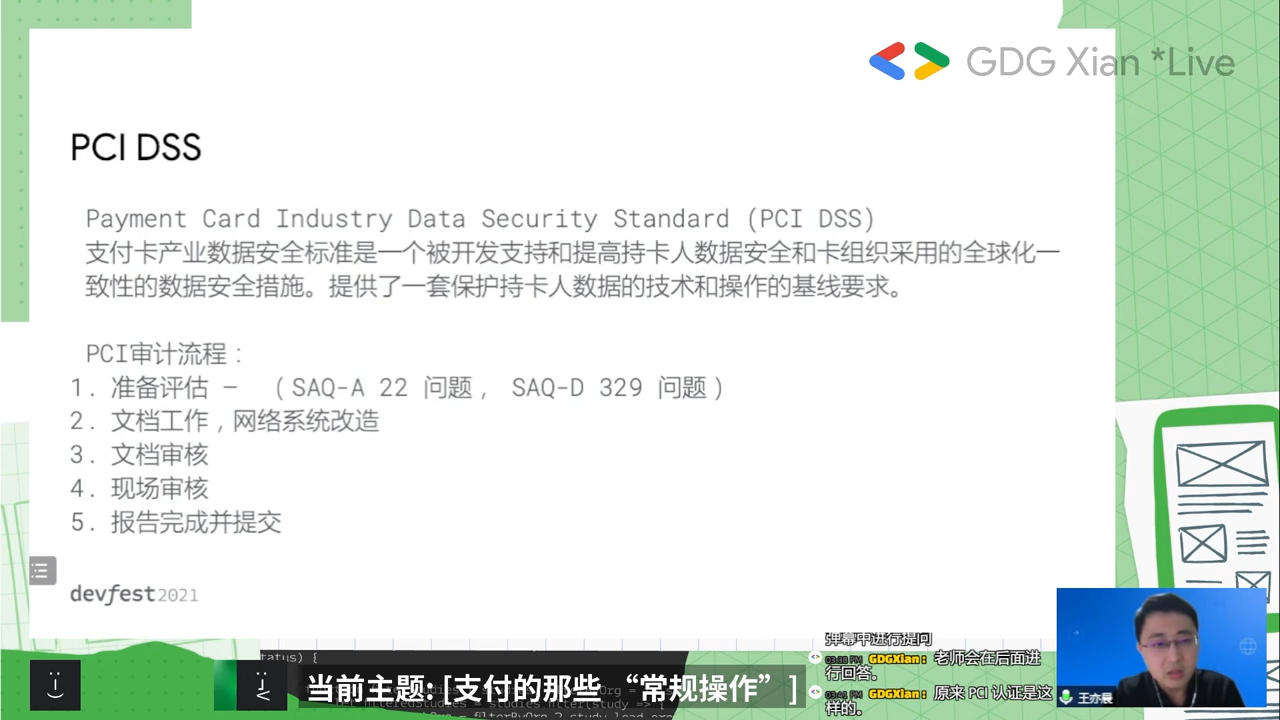 GDG Xian *Live
PCI DSS
Payment Card Industry Data Security Standard (PCI DSS)
支付卡产业数据安全标准是一个被开发支持和提高持卡人数据安全和卡组织采用的全球化一
致性的数据安全措施。提供了一套保护持卡人数据的技术和操作的基线要求。
PCI审计流程：
1. 准备评估 – （SAQ-A 22 问题， SAQ-D 329 问题）
2. 文档工作，网络系统改造
3. 文档审核
4. 现场审核
5. 报告完成并提交
devfest2021
tatus) {
当前主题: [支付的那些 “常规操作” ]
弹幕中进行提问
GDGXian： 老师会在后面进
行回答。
GDGXian： 原来 PCI 认证是这
样的。
王亦晨